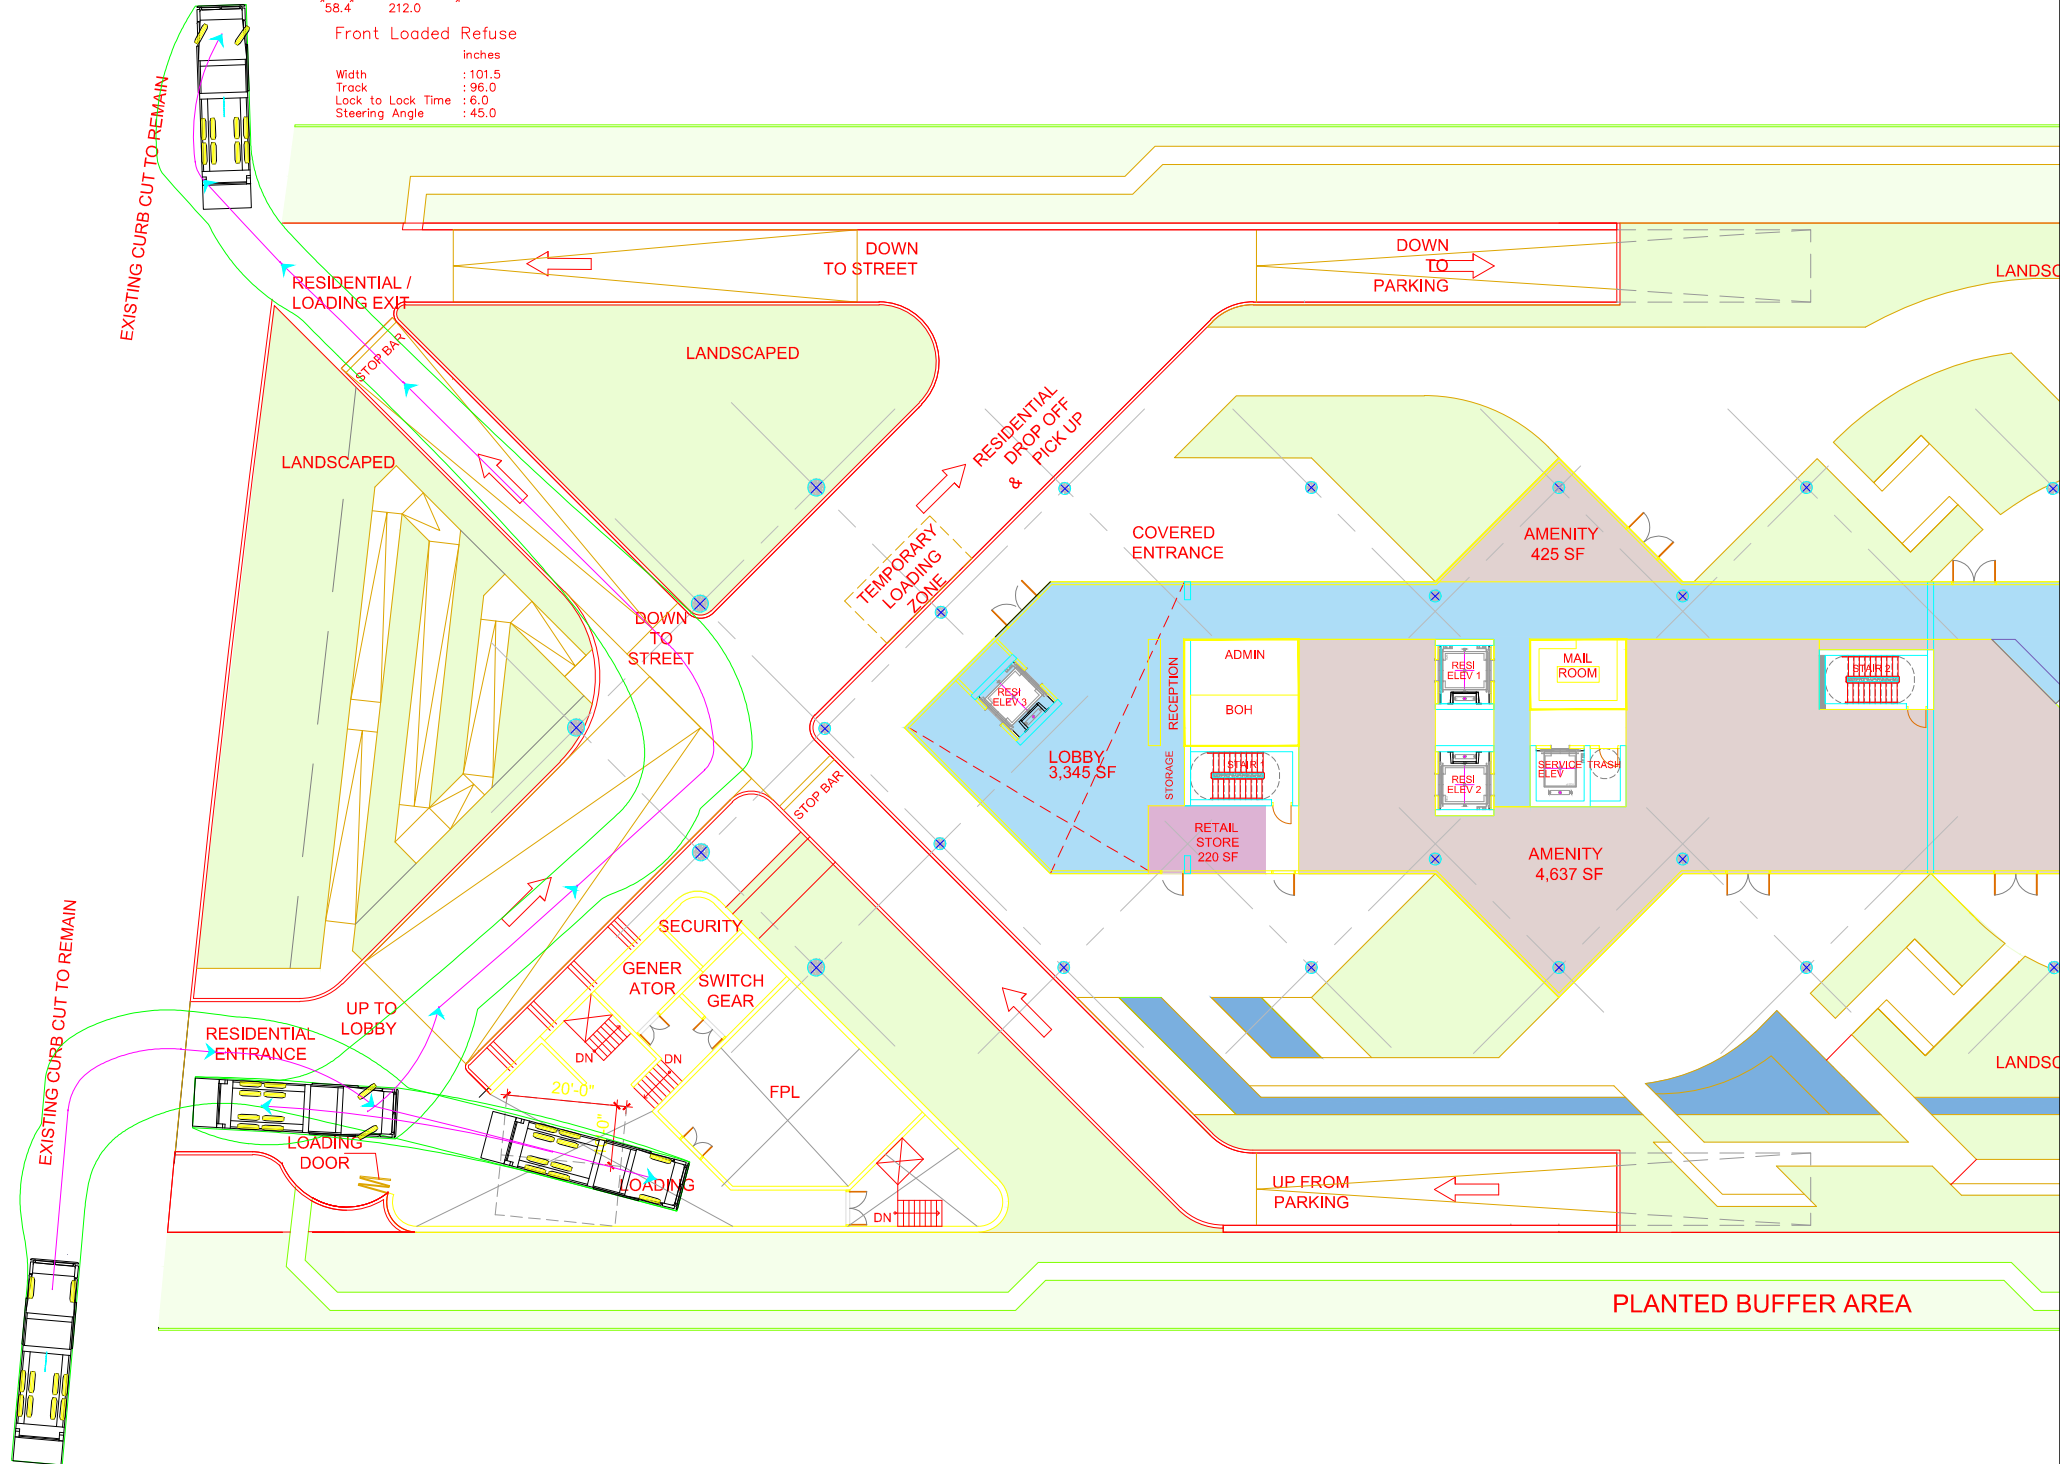 58.4 212.0
Front Loaded Refuse
inches
Width : 101.5
Track : 96.0
Lock to Lock Time : 6.0
Steering Angle : 45.0
EXISTING CURB CUT TO REMAIN
RESIDENTIAL /
LOADING EXIT
STOP BAR
DOWN
TO STREET
DOWN
TO
PARKING
LANDSC
LANDSCAPED
LANDSCAPED
RESIDENTIAL
DROP OFF
& PICK UP
TEMPORARY
LOADING
ZONE
COVERED
ENTRANCE
AMENITY
425 SF
DOWN
TO
STREET
RESI
ELEV 3
RECEPTION
ADMIN
BOH
RESI
ELEV 1
MAIL
ROOM
STAIR 2
LOBBY
3,345 SF
STORAGE
STAIR 1
RESI
ELEV 2
SERVICE
ELEV
TRASH
STOP BAR
RETAIL
STORE
220 SF
AMENITY
4,637 SF
SECURITY
GENER
ATOR
SWITCH
GEAR
EXISTING CURB CUT TO REMAIN
UP TO
LOBBY
RESIDENTIAL
ENTRANCE
DN
DN
20'-0"
FPL
LANDSC
LOADING
DOOR
LOADING
UP FROM
PARKING
DN
PLANTED BUFFER AREA